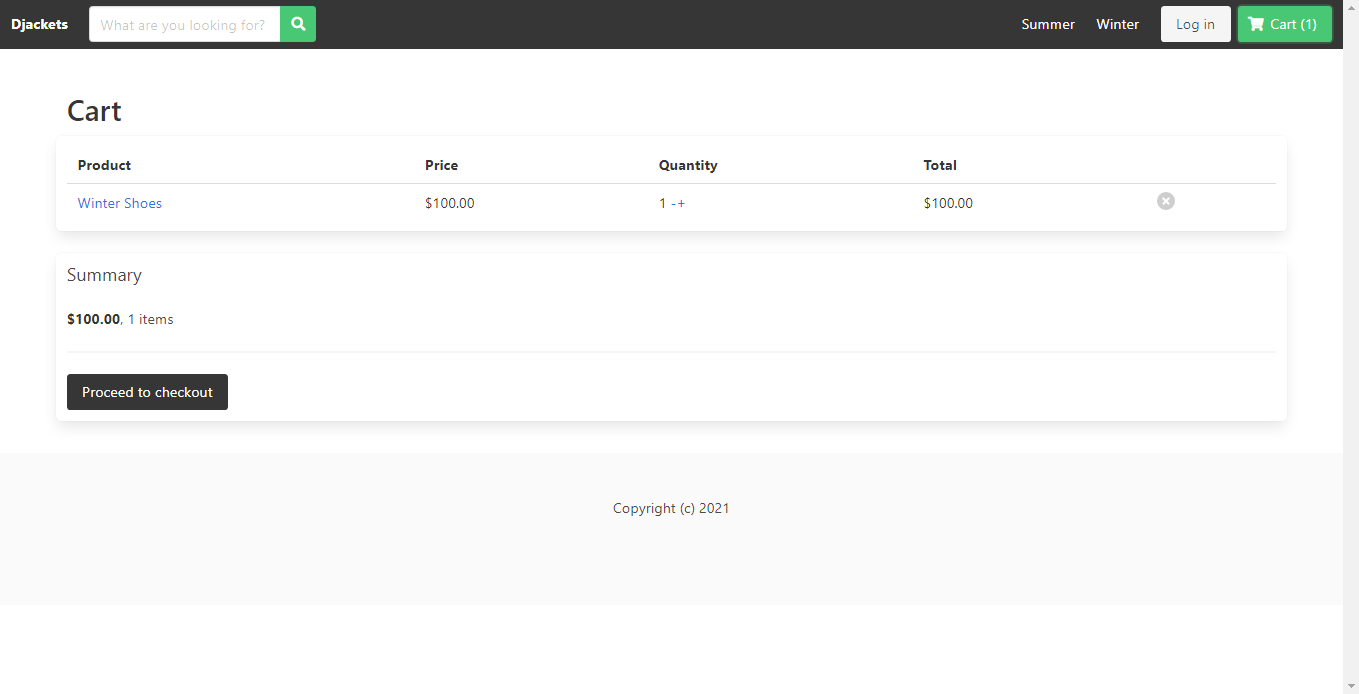 Djackets What are you looking for? Summer Winter Log in Cart (1)
Cart
Product Price Quantity Total
Winter Shoes $100.00 1 -+ $100.00
Summary
$100.00, 1 items
Proceed to checkout
Copyright (c) 2021